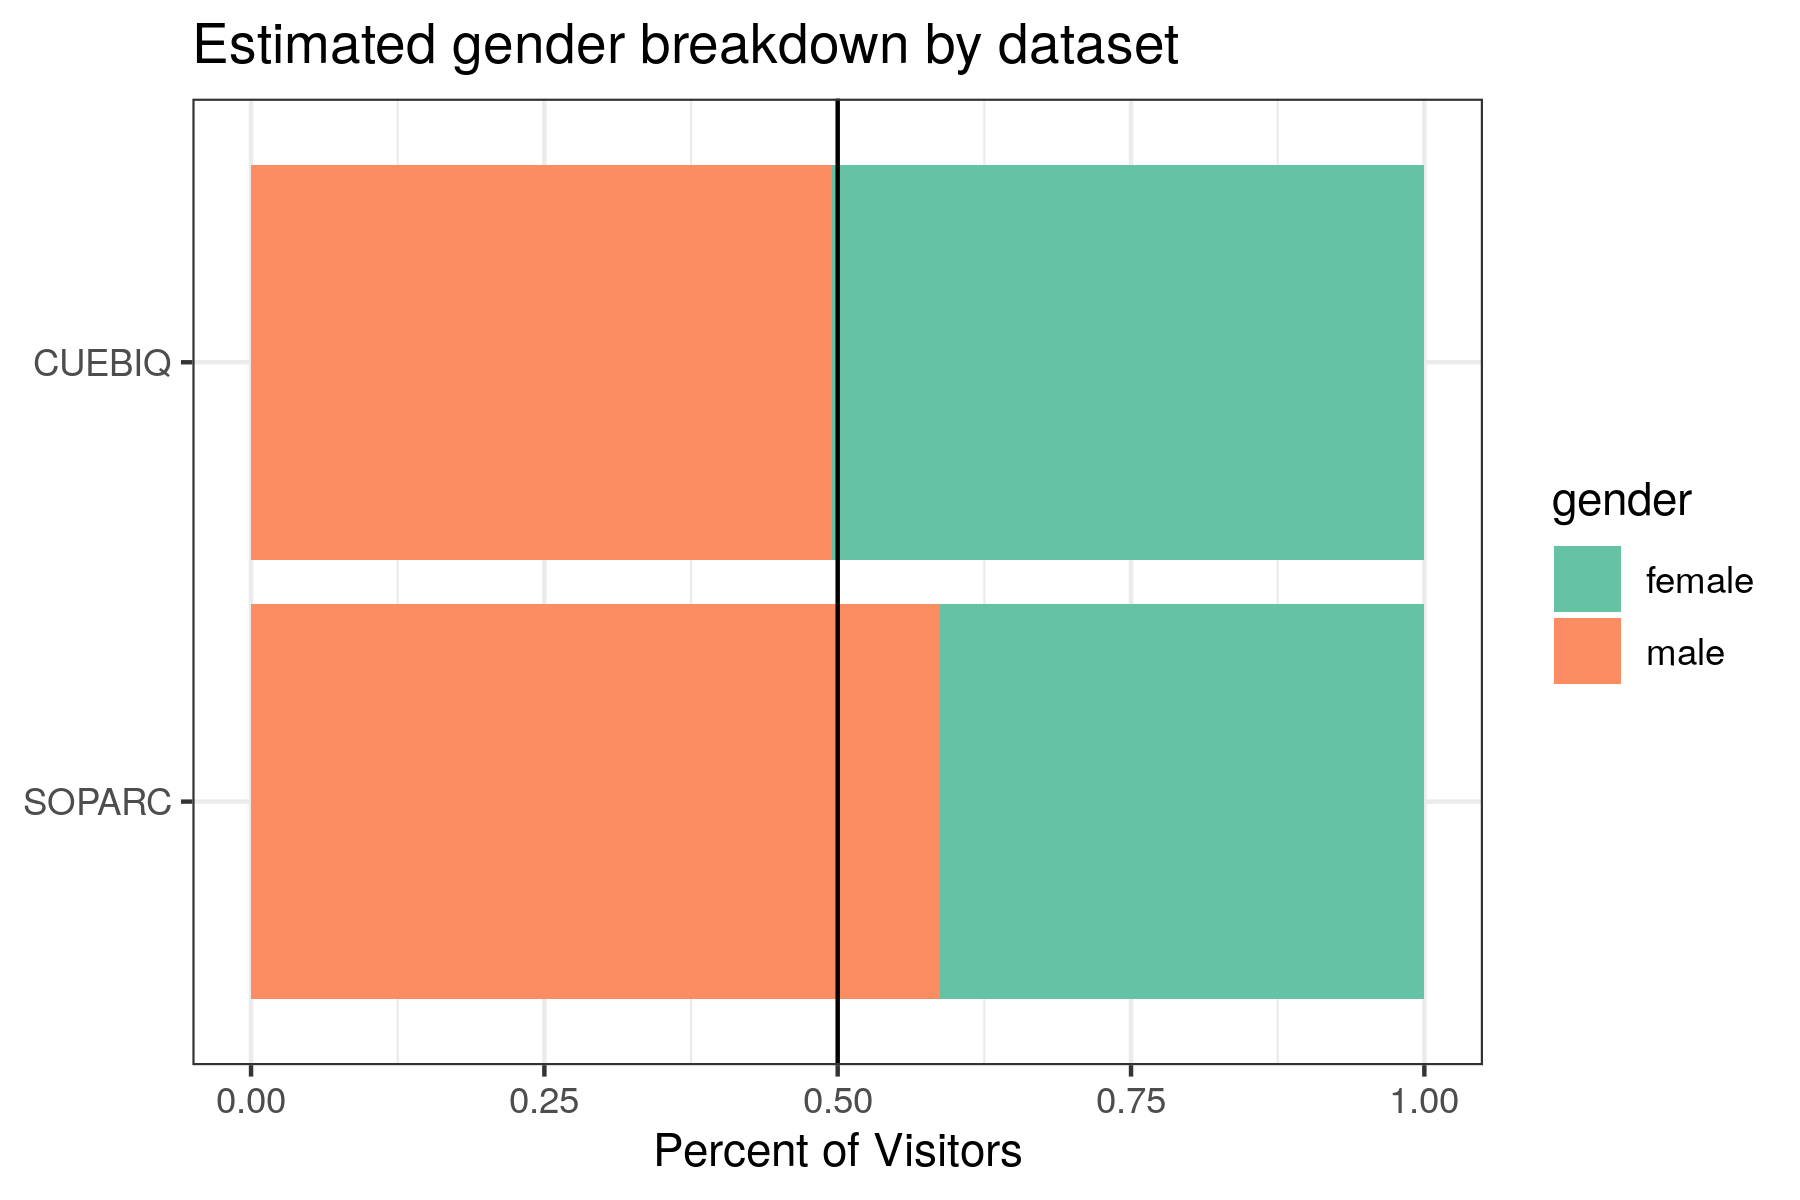 Estimated gender breakdown by dataset
CUEBIQ
SOPARC
0.00 0.25 0.50 0.75 1.00
Percent of Visitors
gender
female
male